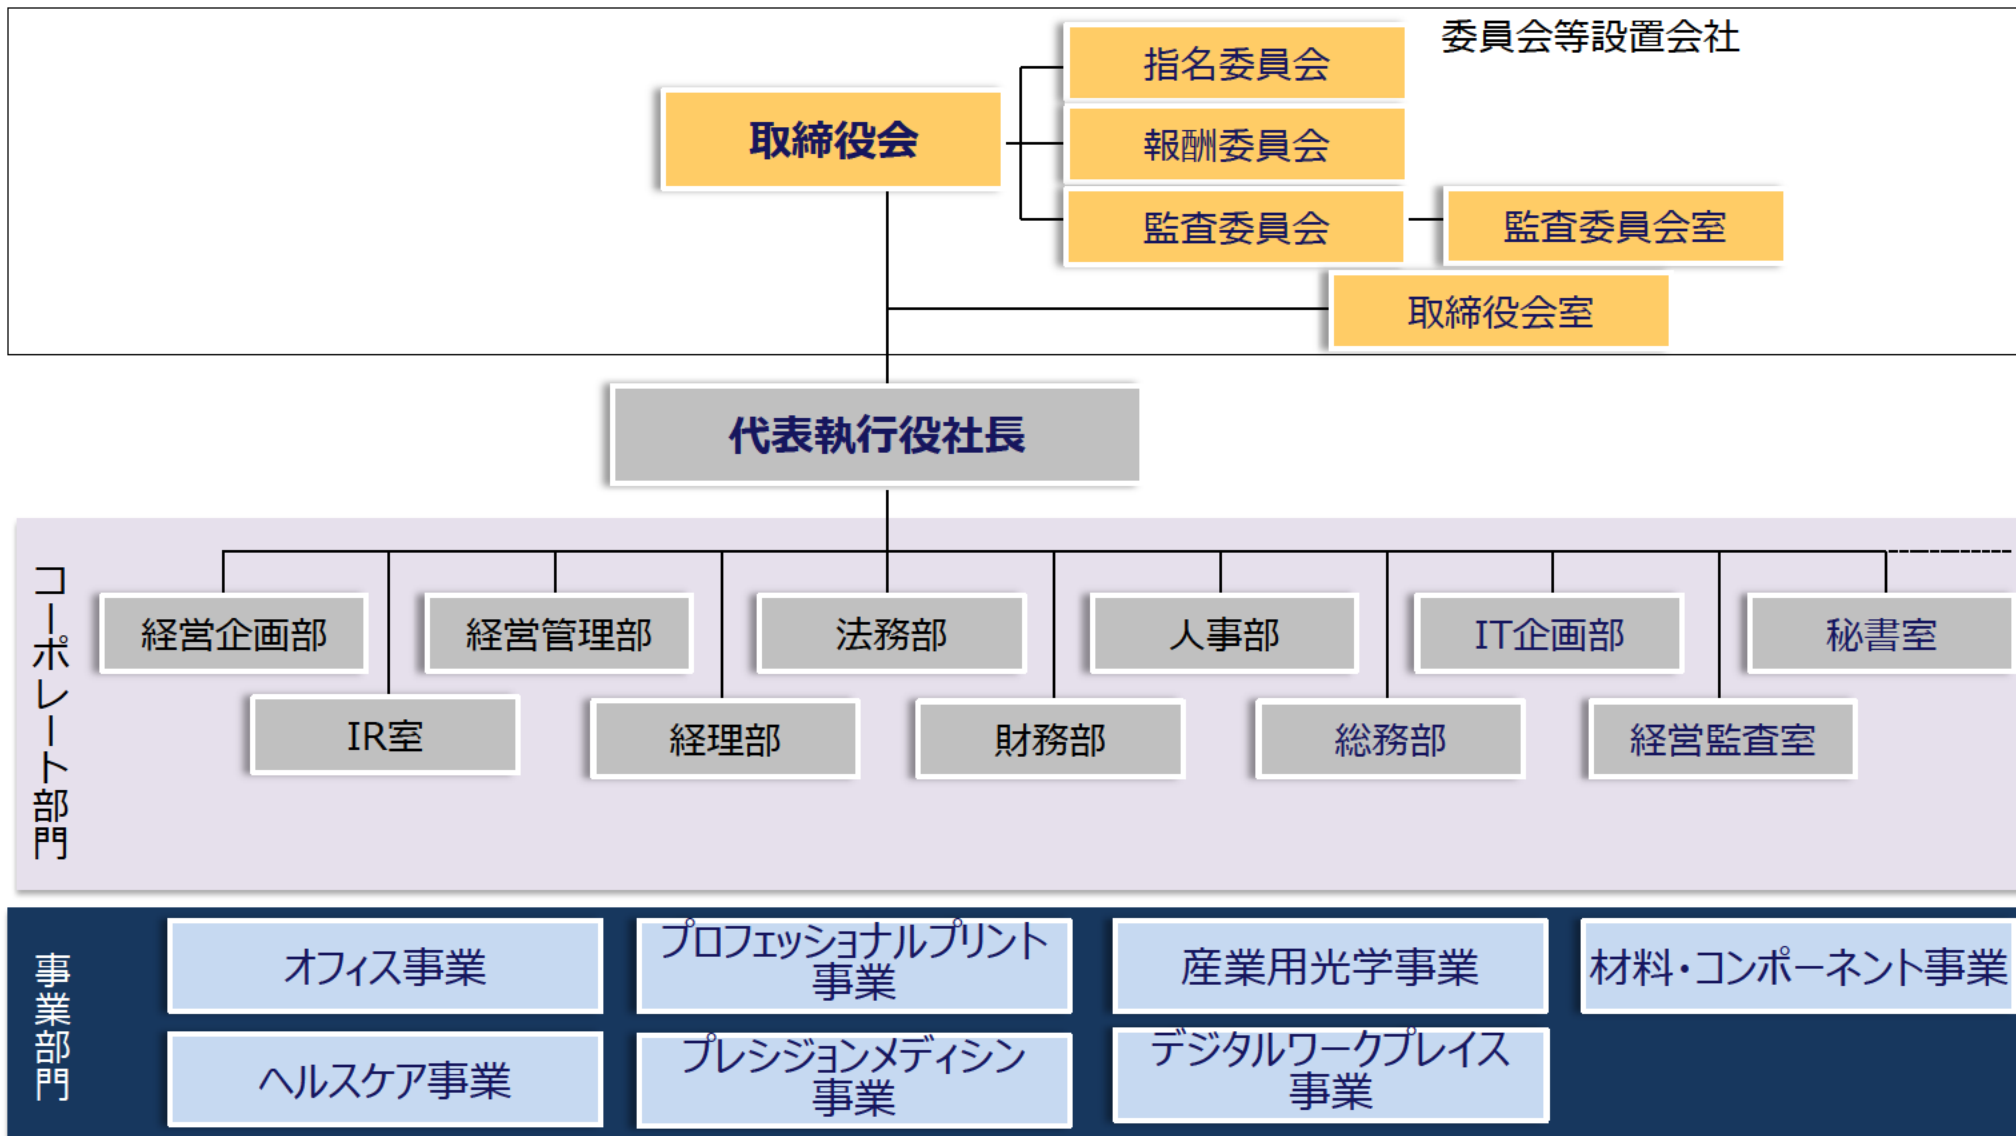 委員会等設置会社
指名委員会
取締役会
報酬委員会
監査委員会
監査委員会室
取締役会室
代表執行役社長
コーポレート部門
経営企画部
経営管理部
法務部
人事部
IT企画部
秘書室
IR室
経理部
財務部
総務部
経営監査室
事業部門
オフィス事業
プロフェッショナルプリント
事業
産業用光学事業
材料・コンポーネント事業
ヘルスケア事業
プレシジョンメディシン
事業
デジタルワークプレイス
事業